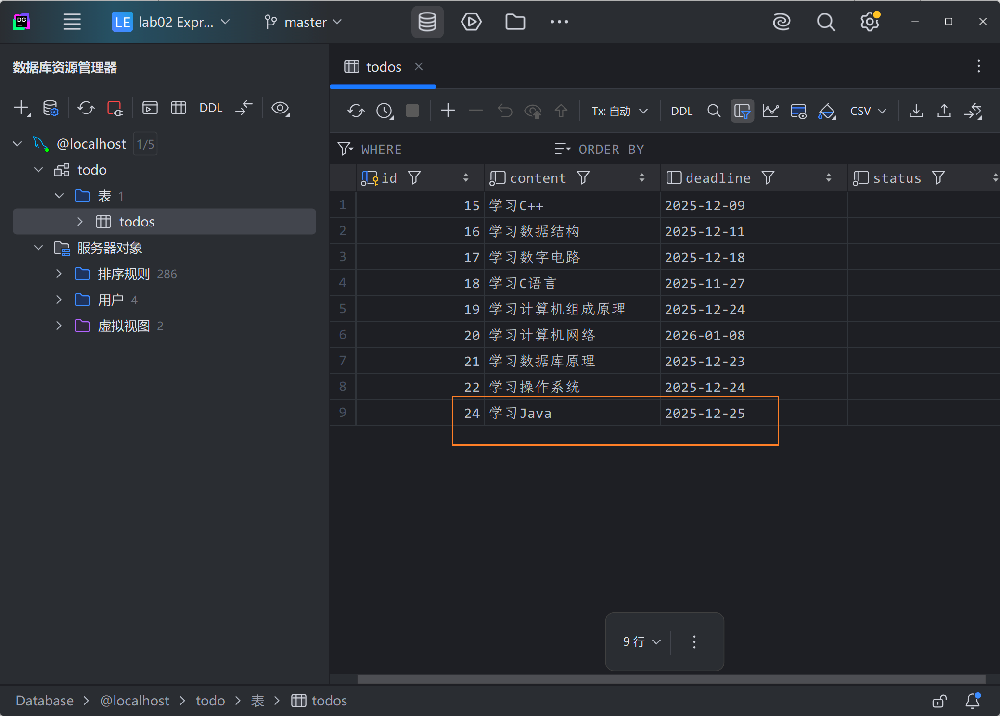 DG
LE lab02 Expr... master
数据库资源管理器
todos
DDL
Tx: 自动 DDL CSV
@localhost 1/5
todo
表 1
todos
服务器对象
排序规则 286
用户 4
虚拟视图 2
WHERE ORDER BY
id content deadline status
1 15 学习C++ 2025-12-09
2 16 学习数据结构 2025-12-11
3 17 学习数字电路 2025-12-18
4 18 学习C语言 2025-11-27
5 19 学习计算机组成原理 2025-12-24
6 20 学习计算机网络 2026-01-08
7 21 学习数据库原理 2025-12-23
8 22 学习操作系统 2025-12-24
9 24 学习Java 2025-12-25
9 行
Database @localhost todo 表 todos